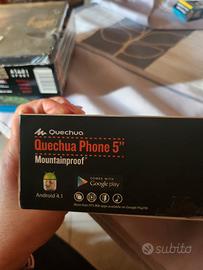 Quechua
Quechua Phone 5"
Mountainproof
COMES WITH
Google play
Android 4.1
subito